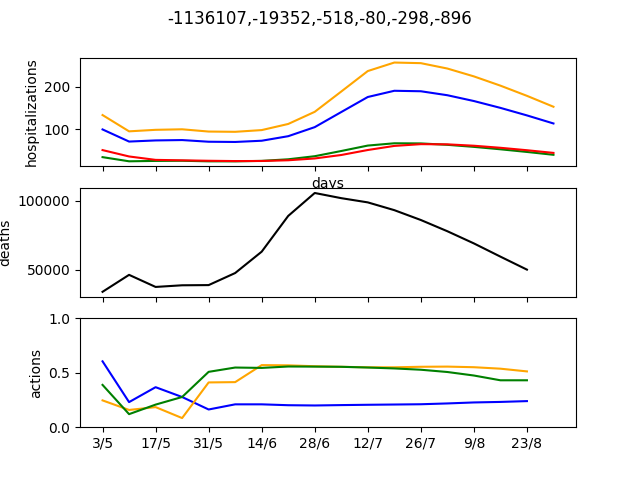 -1136107,-19352,-518,-80,-298,-896
hospitalizations
200
100
days
deaths
100000
50000
actions
1.0
0.5
0.0
3/5 17/5 31/5 14/6 28/6 12/7 26/7 9/8 23/8